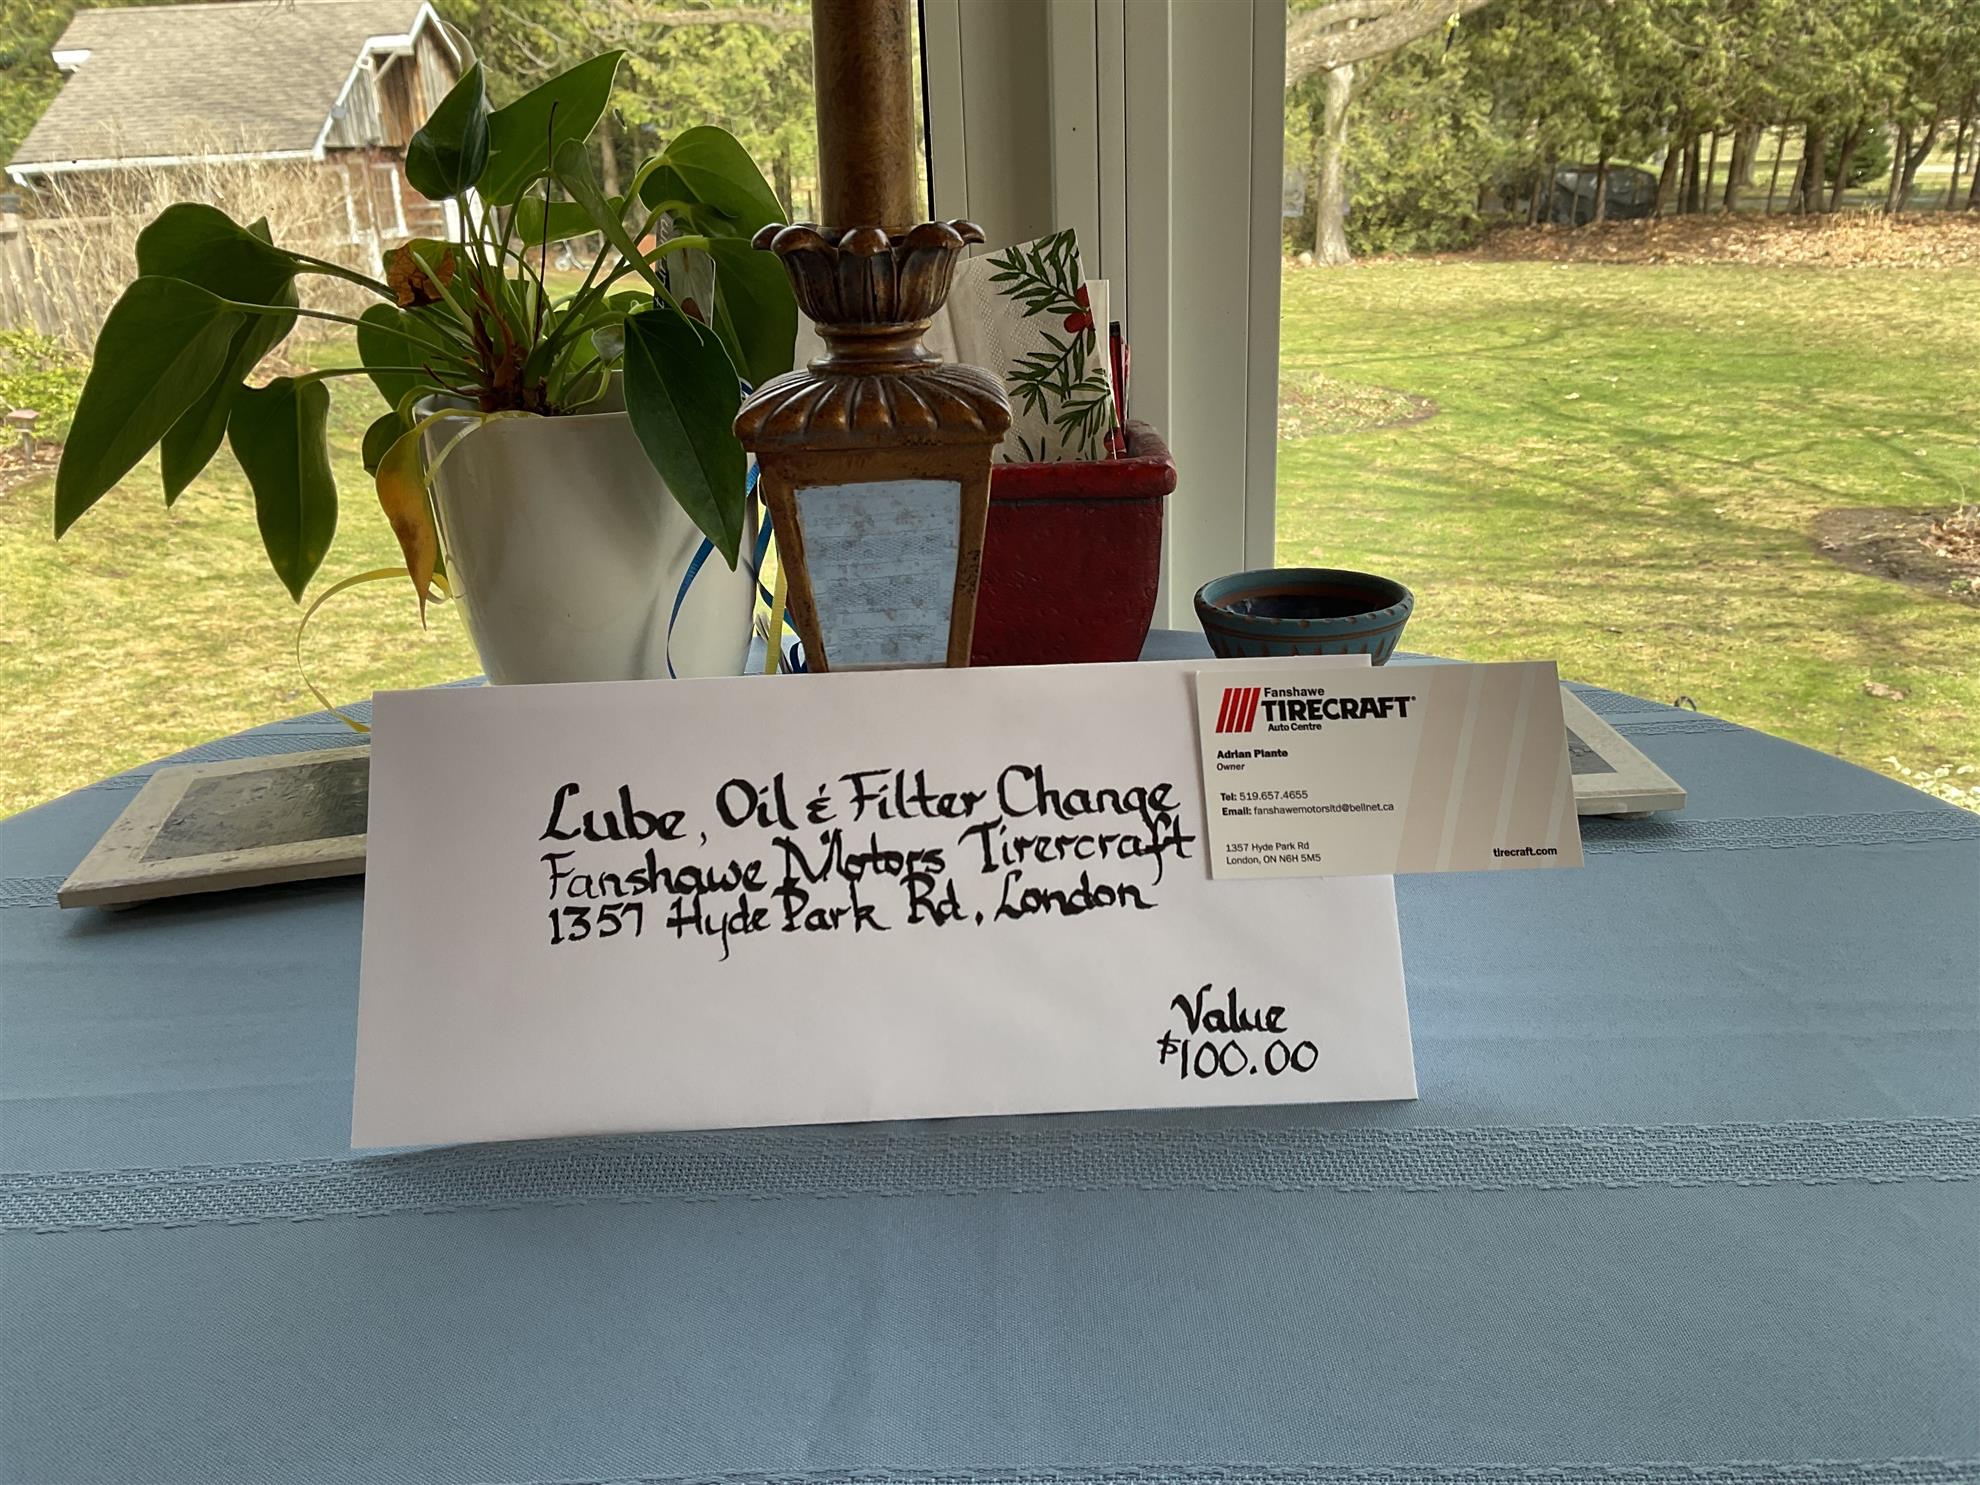 Lube, Oil & Filter Change
Fanshawe Motors Tirercraft
1357 Hyde Park Rd, London
Value
$100.00
Fanshawe
TIRECRAFT®
Auto Centre
Adrian Plante
Owner
Tel: 519.657.4655
Email: fanshawemotorsltd@bellnet.ca
1357 Hyde Park Rd
London, ON N6H 5M5
tirecraft.com